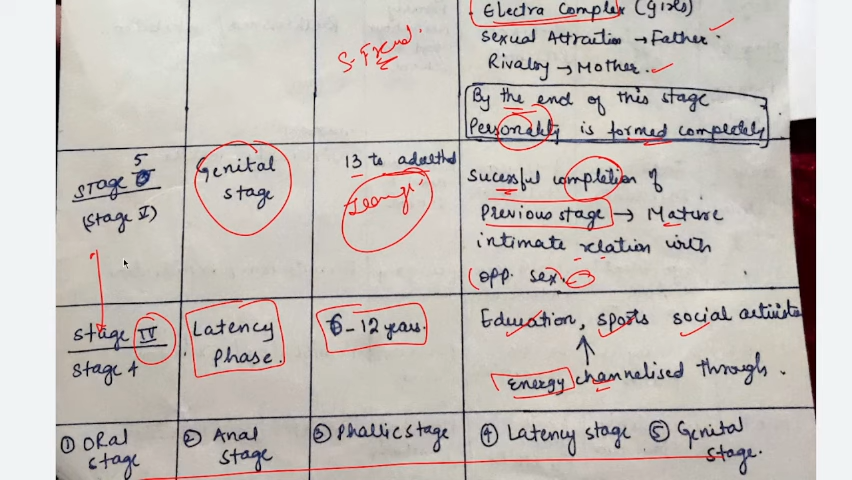 Electra Complex (Girls)
Sexual Attraction → Father
Rivalry → Mother
S. Freud
By the end of this stage
Personality is formed completely
Stage 5
(Stage V)
Genital
stage
13 to adulthood
Sucessful completion of
Previous stage → Mature
intimate relation with
(opp. sex)
Stage IV
Stage 4
Latency
Phase.
6-12 years.
Education, sports social activites
Energy channelised through.
① Oral
stage
② Anal
stage
③ Phallic stage
④ Latency stage
⑤ Genital
stage.